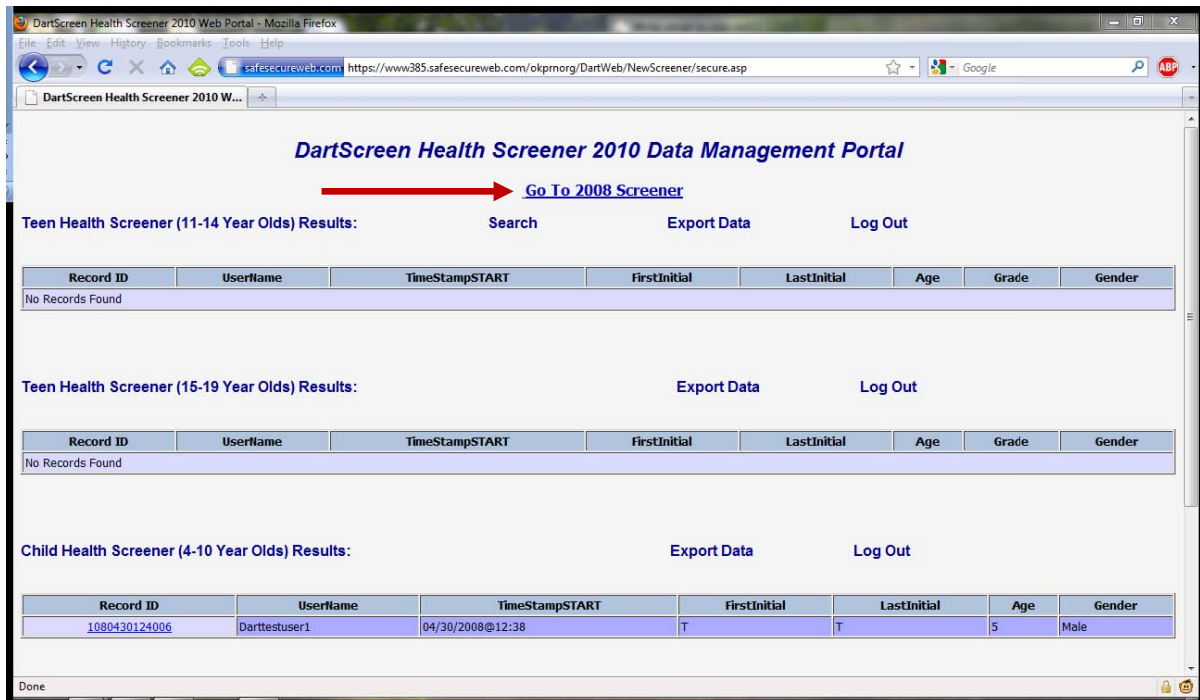 DartScreen Health Screener 2010 Web Portal - Mozilla Firefox
File Edit View History Bookmarks Tools Help
safesecureweb.com https://www385.safesecureweb.com/okprnorg/DartWeb/NewScreener/secure.asp Google ABP
DartScreen Health Screener 2010 W...
DartScreen Health Screener 2010 Data Management Portal
Go To 2008 Screener
Teen Health Screener (11-14 Year Olds) Results: Search Export Data Log Out
Record ID UserName TimeStampSTART FirstInitial LastInitial Age Grade Gender
No Records Found
Teen Health Screener (15-19 Year Olds) Results: Export Data Log Out
Record ID UserName TimeStampSTART FirstInitial LastInitial Age Grade Gender
No Records Found
Child Health Screener (4-10 Year Olds) Results: Export Data Log Out
Record ID UserName TimeStampSTART FirstInitial LastInitial Age Gender
1080430124006 Darttestuser1 04/30/2008@12:38 T T 5 Male
Done